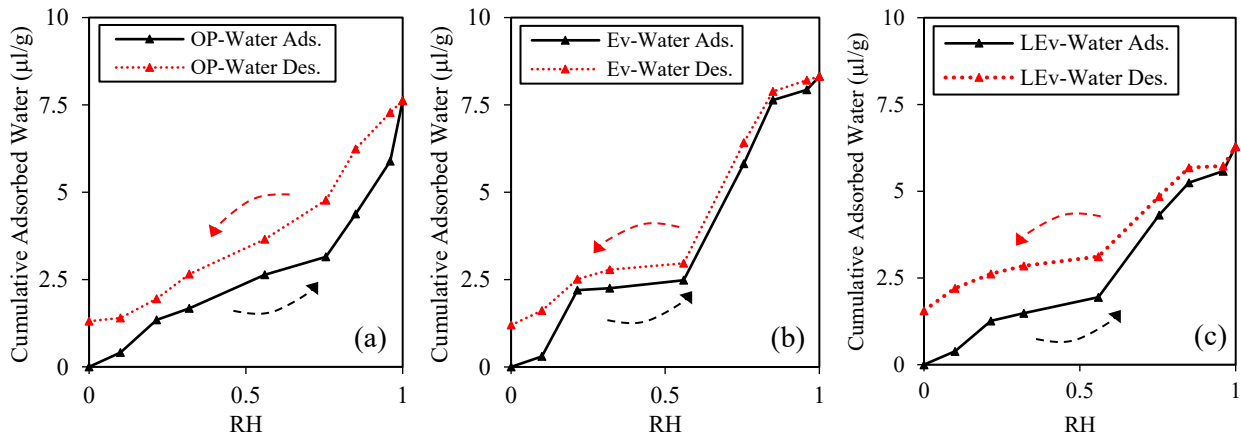 Cumulative Adsorbed Water (µl/g)
10
7.5
5
2.5
0
OP-Water Ads.
OP-Water Des.
(a)
0
0.5
1
RH
Cumulative Adsorbed Water (µl/g)
10
7.5
5
2.5
0
Ev-Water Ads.
Ev-Water Des.
(b)
0
0.5
1
RH
Cumulative Adsorbed Water (µl/g)
10
7.5
5
2.5
0
LEv-Water Ads.
LEv-Water Des.
(c)
0
0.5
1
RH